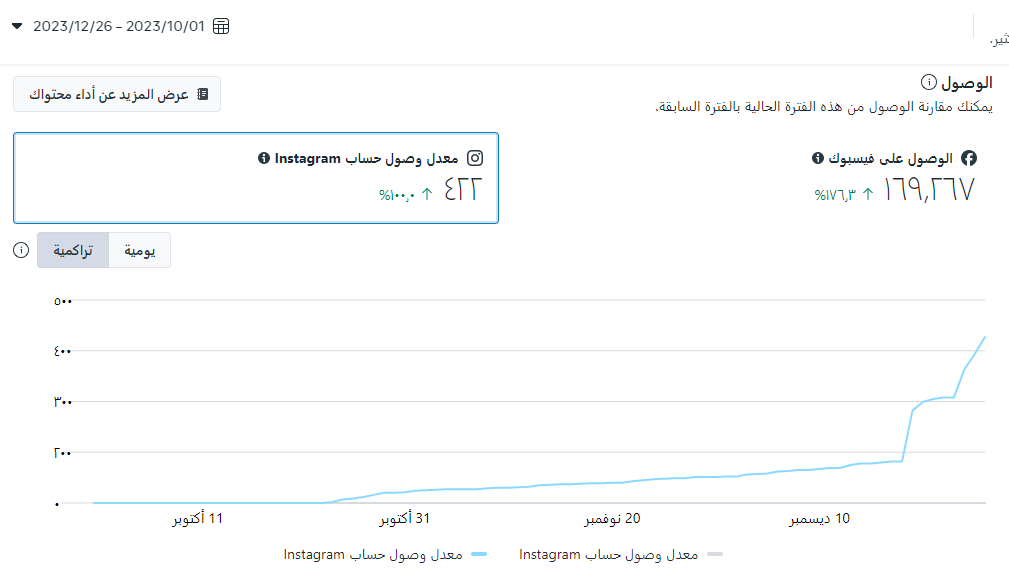 2023/12/26 – 2023/10/01
ثير.
الوصول
يمكنك مقارنة الوصول من هذه الفترة الحالية بالفترة السابقة.
عرض المزيد عن أداء محتواك
الوصول على فيسبوك
١٦٩,٢٦٧ ↑ ١٧٦٫٣%
معدل وصول حساب Instagram
٤٢٢ ↑ ١٠٠٫٠%
يومية
تراكمية
٥٠٠
٤٠٠
٣٠٠
٢٠٠
٠
11 أكتوبر
31 أكتوبر
20 نوفمبر
10 ديسمبر
معدل وصول حساب Instagram
معدل وصول حساب Instagram